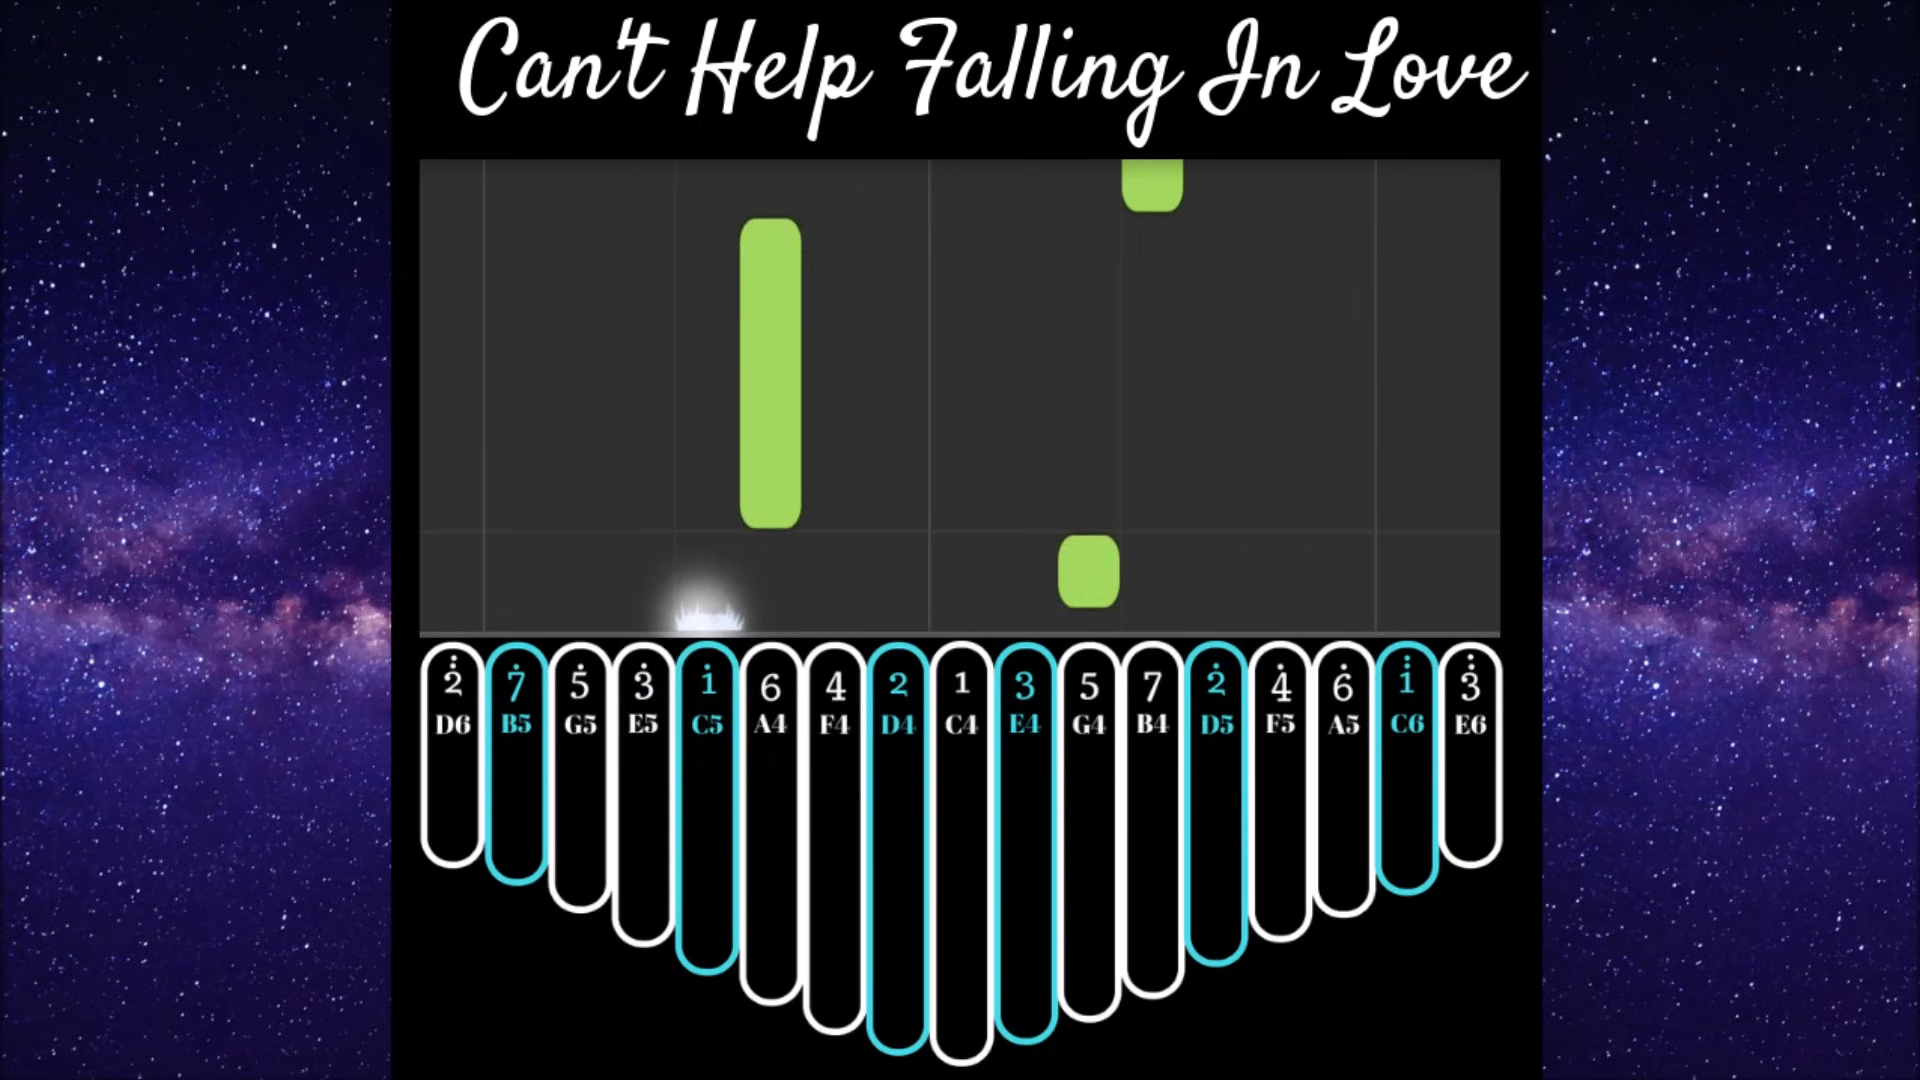 Can't Help Falling In Love
2̈ 7̇ 5̇ 3̇ 1̇ 6 4 2 1 3 5 7 2̇ 4̇ 6̇ 1̈ 3̈
D6 B5 G5 E5 C5 A4 F4 D4 C4 E4 G4 B4 D5 F5 A5 C6 E6